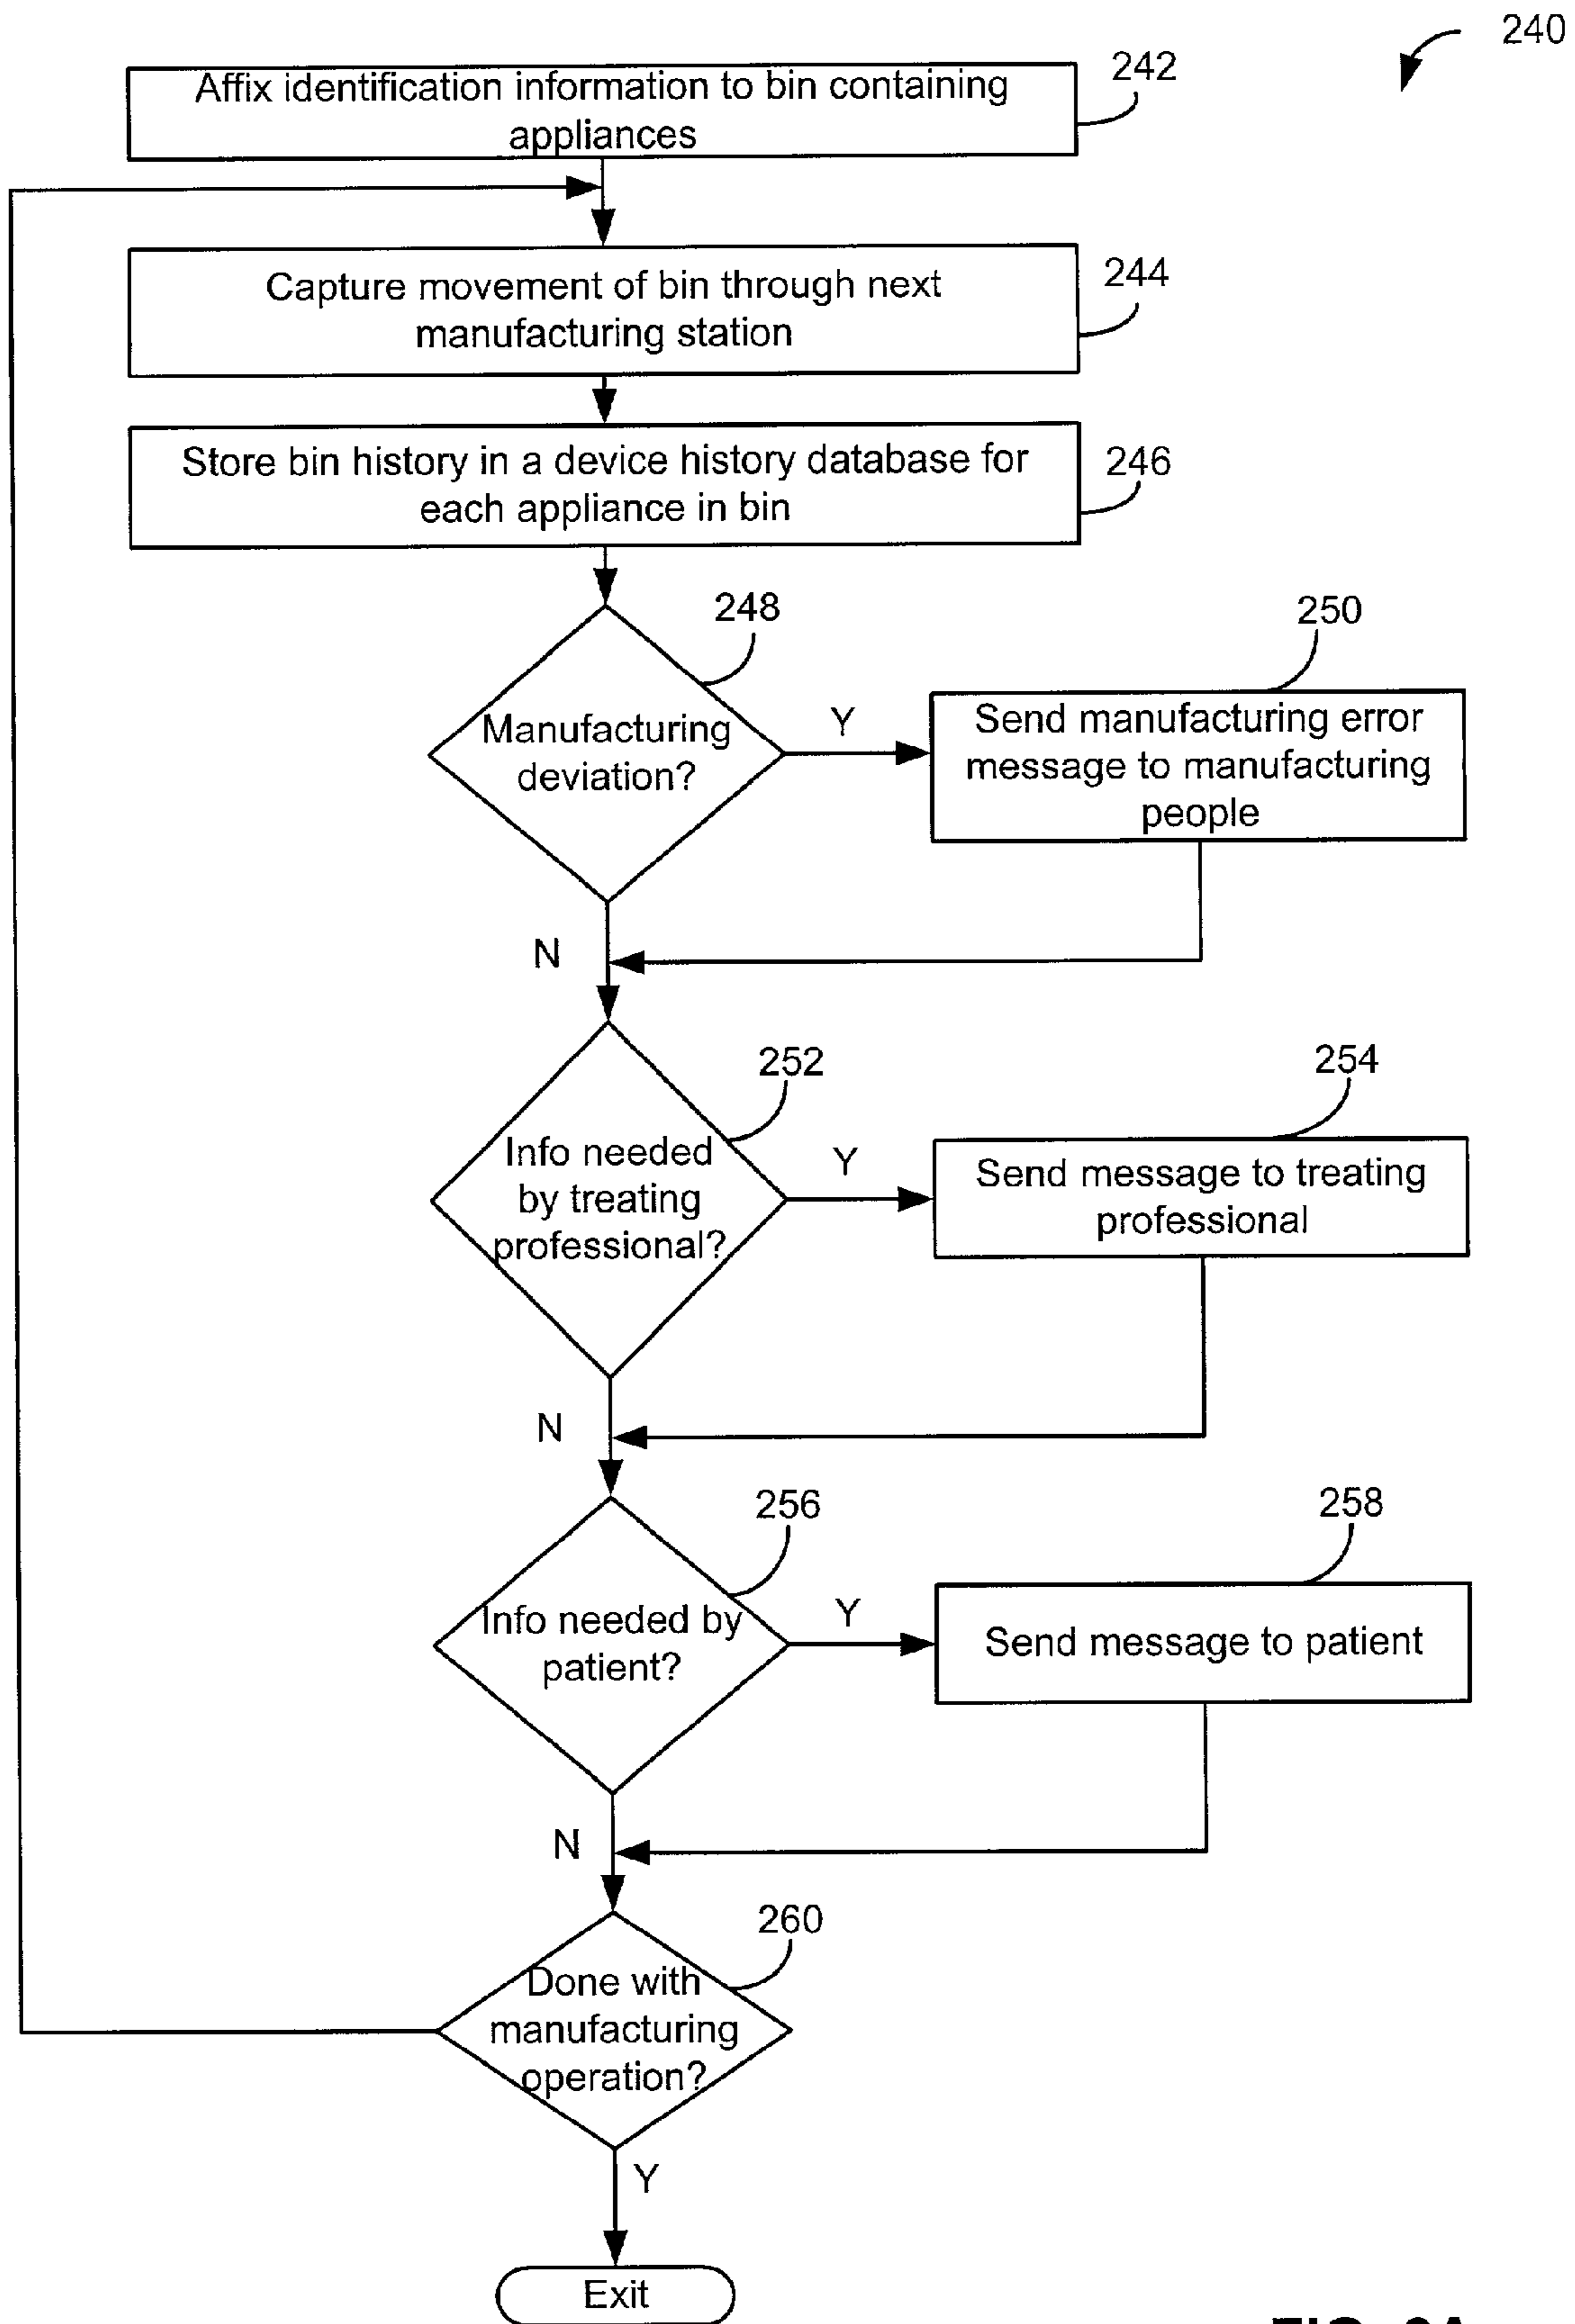 240
Affix identification information to bin containing
appliances
242
Capture movement of bin through next
manufacturing station
244
Store bin history in a device history database for
each appliance in bin
246
248
Manufacturing
deviation?
Y
250
Send manufacturing error
message to manufacturing
people
N
252
Info needed
by treating
professional?
Y
254
Send message to treating
professional
N
256
Info needed by
patient?
Y
258
Send message to patient
N
260
Done with
manufacturing
operation?
Y
Exit